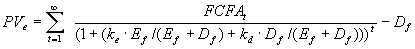 PV_e = \sum_{t=1}^{\infty} \frac{FCFA_t}{(1 + (k_e \cdot E_f /(E_f + D_f) + k_d \cdot D_f /(E_f + D_f)))^t} - D_f